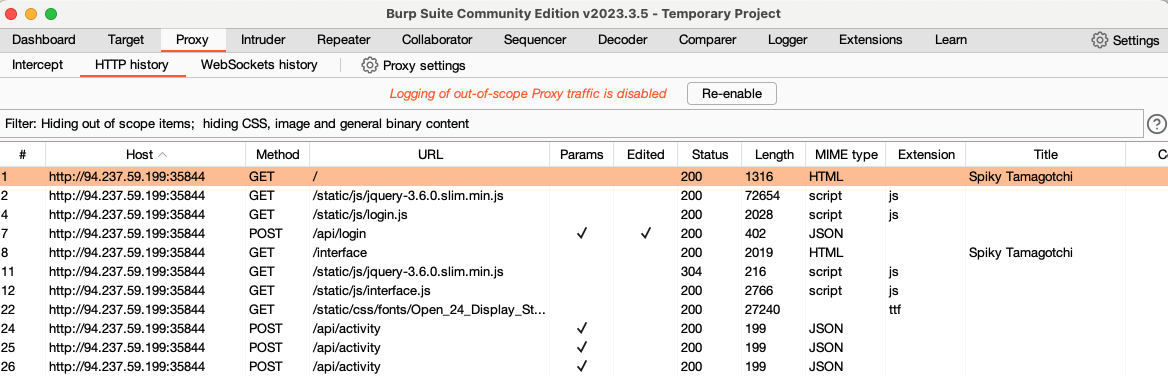 Burp Suite Community Edition v2023.3.5 - Temporary Project
Dashboard Target Proxy Intruder Repeater Collaborator Sequencer Decoder Comparer Logger Extensions Learn Settings
Intercept HTTP history WebSockets history Proxy settings
Logging of out-of-scope Proxy traffic is disabled Re-enable
Filter: Hiding out of scope items; hiding CSS, image and general binary content ?
# Host Method URL Params Edited Status Length MIME type Extension Title Co
1 http://94.237.59.199:35844 GET / 200 1316 HTML Spiky Tamagotchi
2 http://94.237.59.199:35844 GET /static/js/jquery-3.6.0.slim.min.js 200 72654 script js
4 http://94.237.59.199:35844 GET /static/js/login.js 200 2028 script js
7 http://94.237.59.199:35844 POST /api/login ✓ ✓ 200 402 JSON
8 http://94.237.59.199:35844 GET /interface 200 2019 HTML Spiky Tamagotchi
11 http://94.237.59.199:35844 GET /static/js/jquery-3.6.0.slim.min.js 304 216 script js
12 http://94.237.59.199:35844 GET /static/js/interface.js 200 2766 script js
22 http://94.237.59.199:35844 GET /static/css/fonts/Open_24_Display_St... 200 27240 ttf
24 http://94.237.59.199:35844 POST /api/activity ✓ 200 199 JSON
25 http://94.237.59.199:35844 POST /api/activity ✓ 200 199 JSON
26 http://94.237.59.199:35844 POST /api/activity ✓ 200 199 JSON